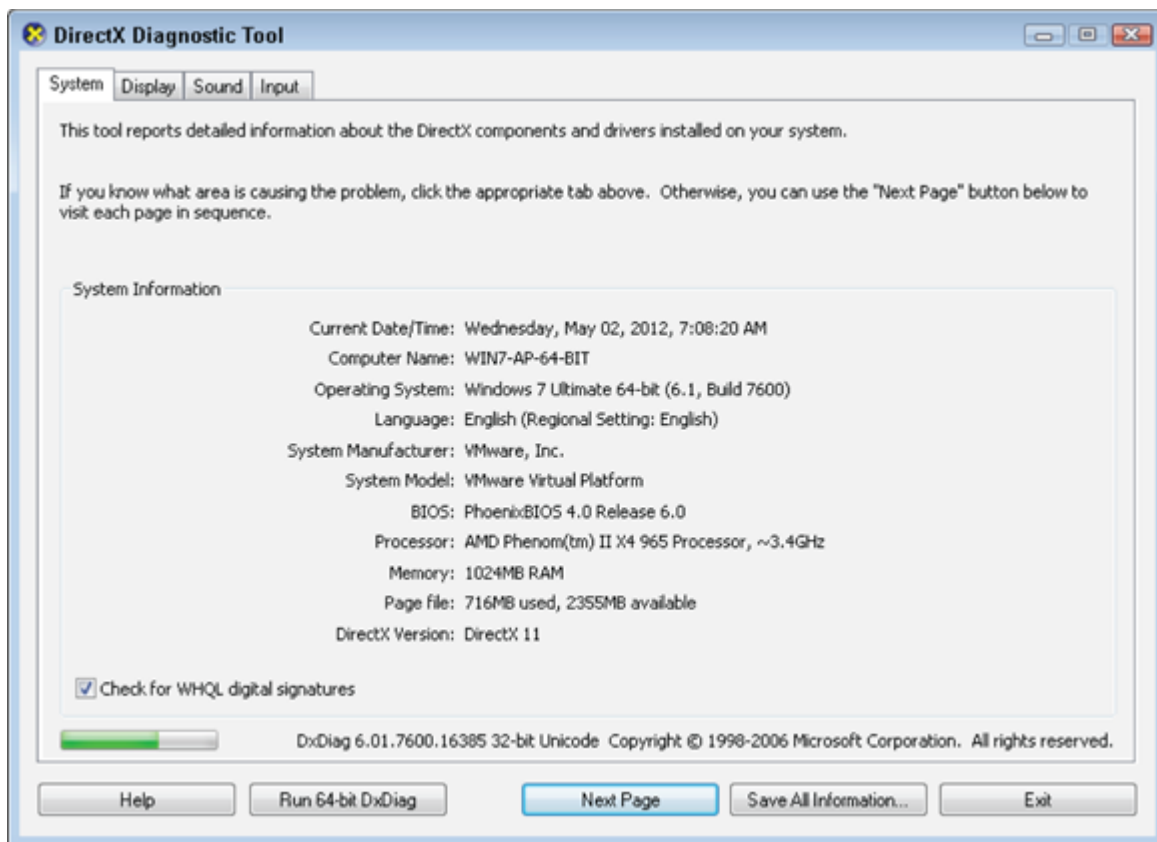 DirectX Diagnostic Tool
System Display Sound Input
This tool reports detailed information about the DirectX components and drivers installed on your system.
If you know what area is causing the problem, click the appropriate tab above. Otherwise, you can use the "Next Page" button below to
visit each page in sequence.
System Information
Current Date/Time: Wednesday, May 02, 2012, 7:08:20 AM
Computer Name: WIN7-AP-64-BIT
Operating System: Windows 7 Ultimate 64-bit (6.1, Build 7600)
Language: English (Regional Setting: English)
System Manufacturer: VMware, Inc.
System Model: VMware Virtual Platform
BIOS: PhoenixBIOS 4.0 Release 6.0
Processor: AMD Phenom(tm) II X4 965 Processor, ~3.4GHz
Memory: 1024MB RAM
Page file: 716MB used, 2355MB available
DirectX Version: DirectX 11
Check for WHQL digital signatures
DxDiag 6.01.7600.16385 32-bit Unicode Copyright © 1998-2006 Microsoft Corporation. All rights reserved.
Help Run 64-bit DxDiag Next Page Save All Information... Exit